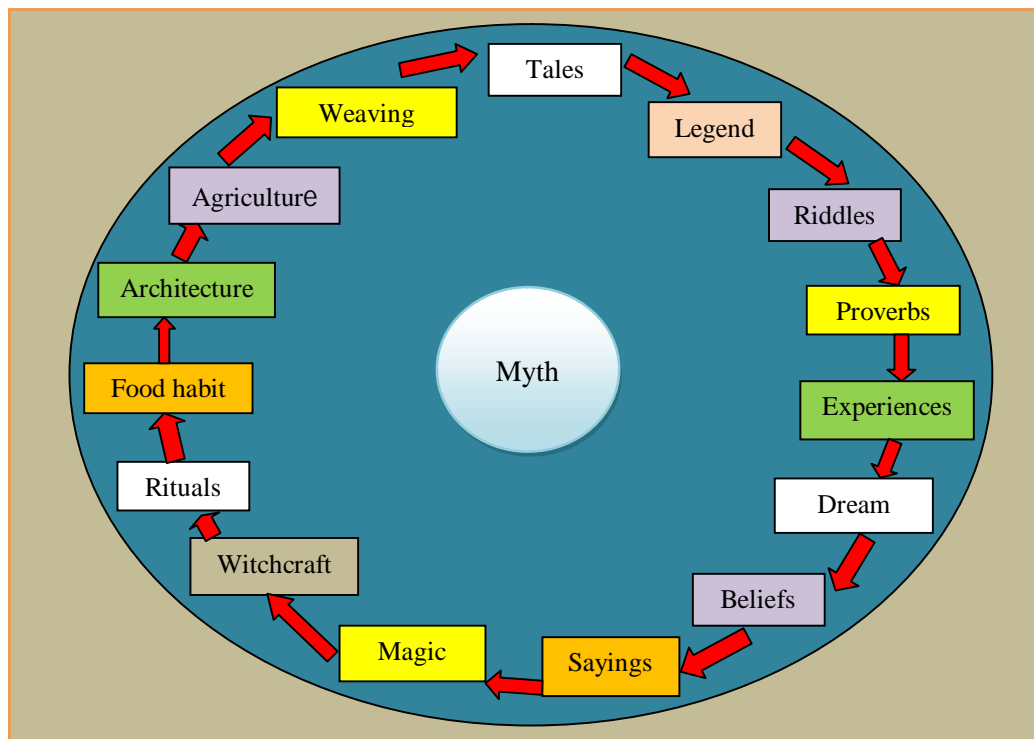 Tales
Weaving
Legend
Agriculture
Riddles
Architecture
Proverbs
Myth
Food habit
Experiences
Rituals
Dream
Witchcraft
Beliefs
Magic
Sayings